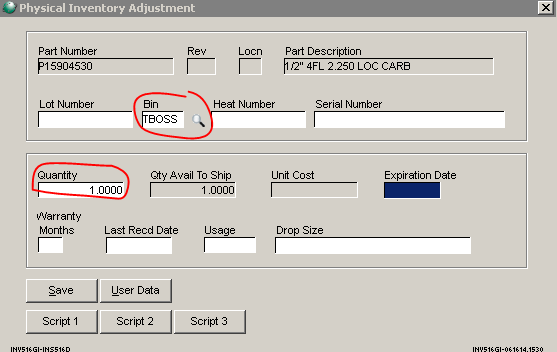 Physical Inventory Adjustment
Part Number Rev Locn Part Description
P15904530 1/2" 4FL 2.250 LOC CARB
Lot Number Bin Heat Number Serial Number
TBOSS
Quantity Qty Avail To Ship Unit Cost Expiration Date
1.0000 1.0000
Warranty
Months Last Recd Date Usage Drop Size
Save User Data
Script 1 Script 2 Script 3
INV516GI-INS516D INV516GI-061614.1530